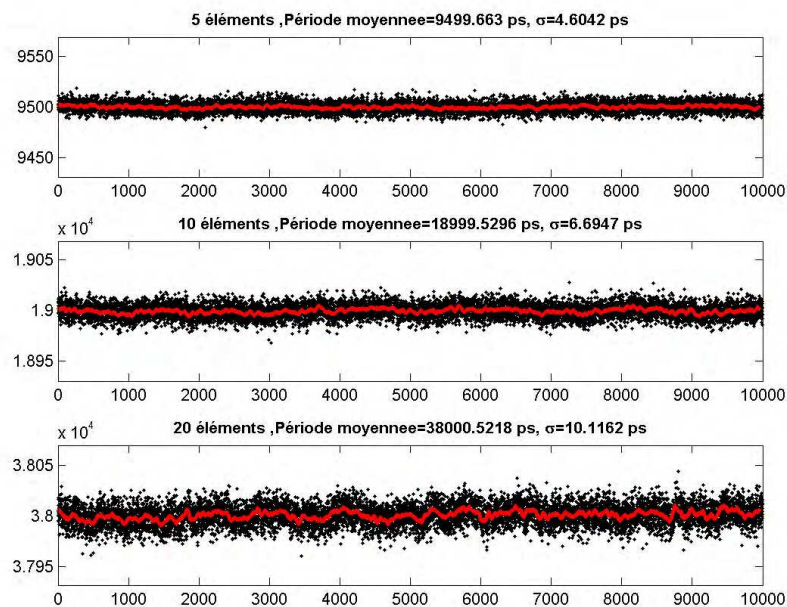 5 éléments ,Période moyennee=9499.663 ps, σ=4.6042 ps
9550
9500
9450
0 1000 2000 3000 4000 5000 6000 7000 8000 9000 10000
x 10^4
10 éléments ,Période moyennee=18999.5296 ps, σ=6.6947 ps
1.905
1.9
1.895
0 1000 2000 3000 4000 5000 6000 7000 8000 9000 10000
x 10^4
20 éléments ,Période moyennee=38000.5218 ps, σ=10.1162 ps
3.805
3.8
3.795
0 1000 2000 3000 4000 5000 6000 7000 8000 9000 10000